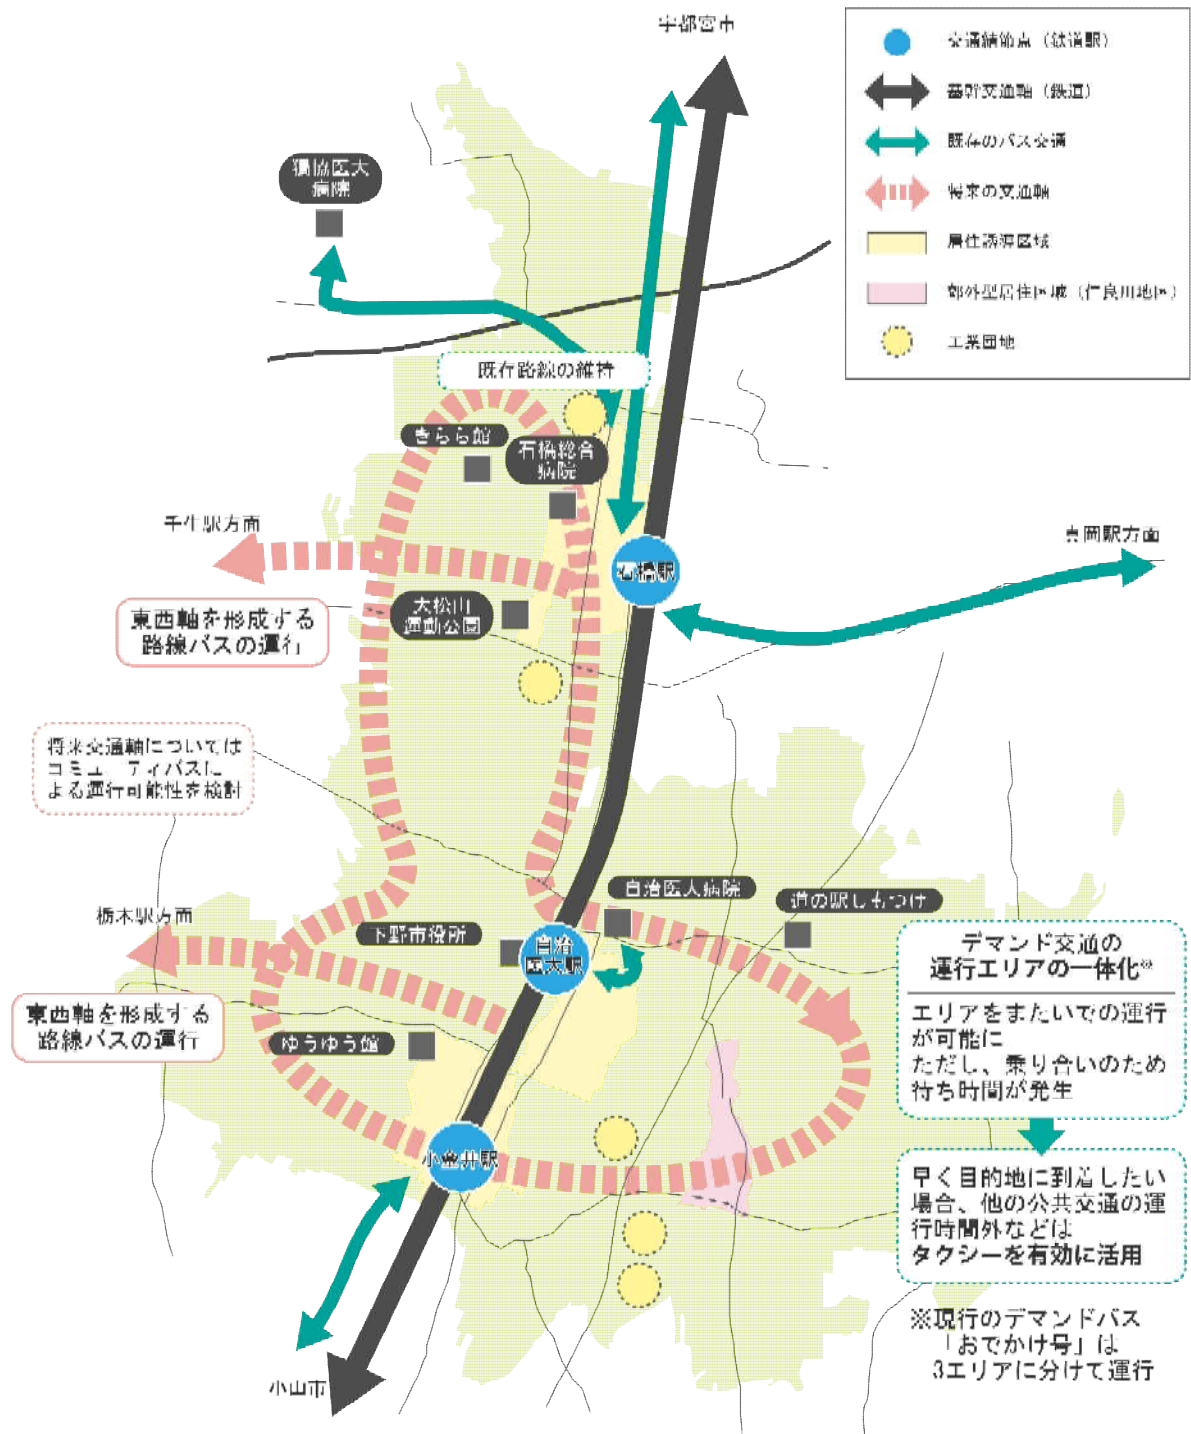 宇都宮市
交通結節点（鉄道駅）
基幹交通軸（鉄道）
既存のバス交通
将来の交通軸
居住誘導区域
郊外型居住区域（仁良川地区）
工業団地
獨協医大
病院
既存路線の維持
きらら館
石橋総合
病院
壬生駅方面
石橋駅
真岡駅方面
東西軸を形成する
路線バスの運行
大松山
運動公園
将来交通軸については
コミューティバスに
よる運行可能性を検討
自治医大病院
道の駅しもつけ
栃木駅方面
下野市役所
自治
医大駅
デマンド交通の
運行エリアの一体化※
エリアをまたいでの運行
が可能に
ただし、乗り合いのため
待ち時間が発生
東西軸を形成する
路線バスの運行
ゆうゆう館
小金井駅
早く目的地に到着したい
場合、他の公共交通の運
行時間外などは
タクシーを有効に活用
※現行のデマンドバス
「おでかけ号」は
3エリアに分けて運行
小山市